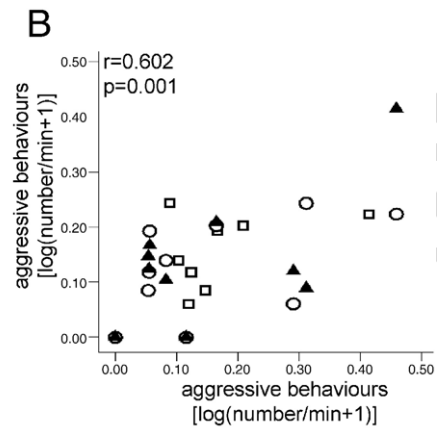 B
r=0.602
p=0.001
aggressive behaviours
[log(number/min+1)]
0.50
0.40
0.30
0.20
0.10
0.00
0.00 0.10 0.20 0.30 0.40 0.50
aggressive behaviours
[log(number/min+1)]